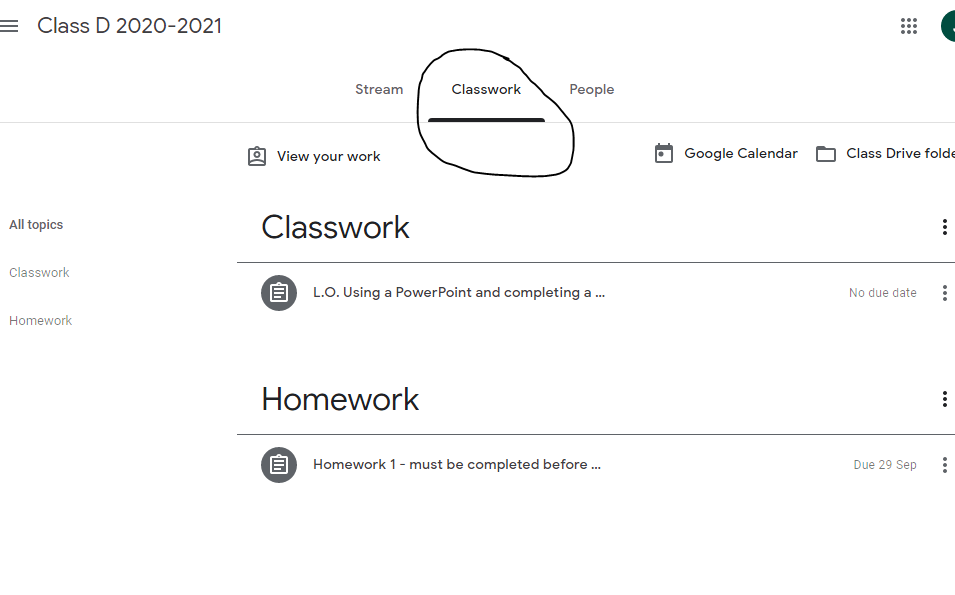 Class D 2020-2021
Stream Classwork People
View your work Google Calendar Class Drive folde
All topics
Classwork
Homework
Classwork
L.O. Using a PowerPoint and completing a ... No due date
Homework
Homework 1 - must be completed before ... Due 29 Sep